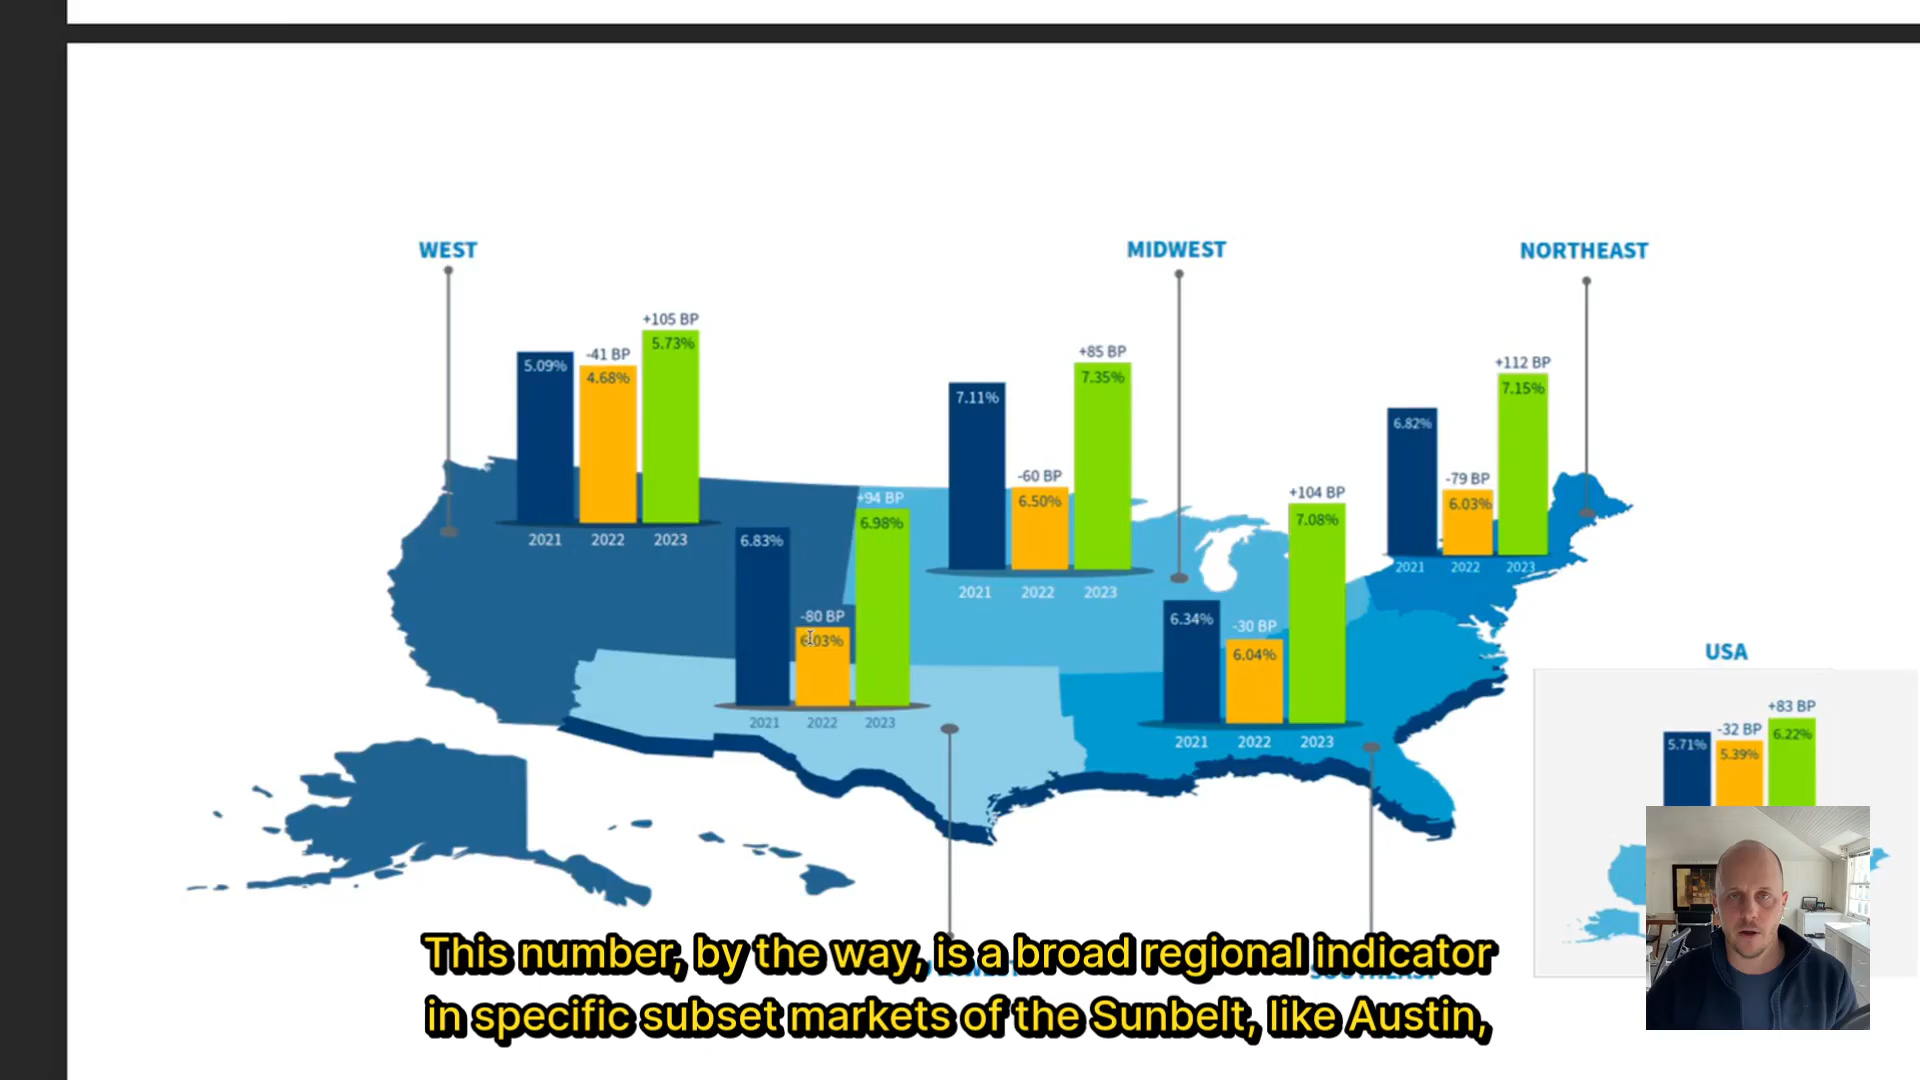 WEST
MIDWEST
NORTHEAST
+105 BP
5.09%
-41 BP
4.68%
5.73%
2021 2022 2023
7.11%
-60 BP
6.50%
+85 BP
7.35%
2021 2022 2023
6.82%
-79 BP
6.03%
+112 BP
7.15%
2021 2022 2023
6.83%
-80 BP
6.03%
+94 BP
6.98%
2021 2022 2023
6.34%
-30 BP
6.04%
+104 BP
7.08%
2021 2022 2023
USA
5.71%
-32 BP
5.39%
+83 BP
6.22%
This number, by the way, is a broad regional indicator
in specific subset markets of the Sunbelt, like Austin,